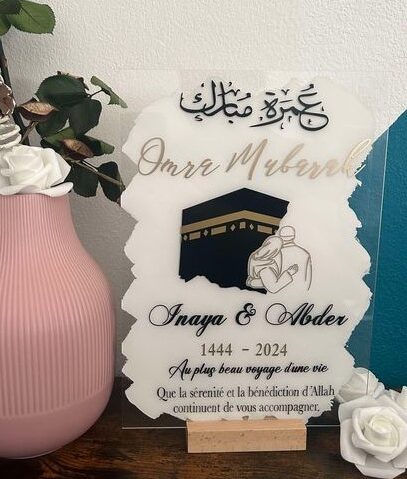 عمرة مبارك
Omra Mubarak
Inaya & Abder
1444 - 2024
Au plus beau voyage d'une vie
Que la sérénité et la bénédiction d'Allah
continuent de vous accompagner.